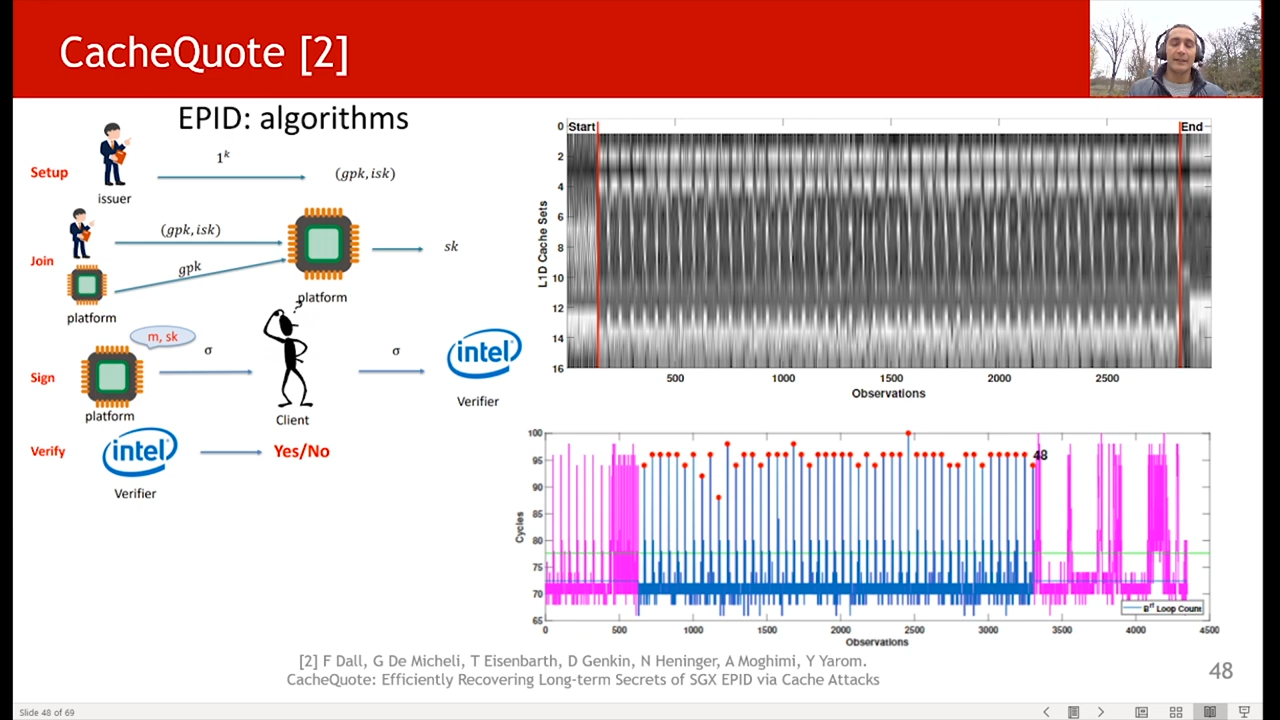 CacheQuote [2]
EPID: algorithms
Setup
issuer
1^k
(gpk, isk)
Join
platform
(gpk, isk)
gpk
platform
sk
?
Sign
m, sk
platform
σ
Client
σ
intel
Verifier
Verify
intel
Verifier
Yes/No
Start
End
L1D Cache Sets
0
2
4
6
8
10
12
14
16
500
1000
1500
2000
2500
Observations
Cycles
100
95
90
85
80
75
70
65
48
B^rf Loop Count
0
500
1000
1500
2000
2500
3000
3500
4000
4500
Observations
[2] F Dall, G De Micheli, T Eisenbarth, D Genkin, N Heninger, A Moghimi, Y Yarom.
CacheQuote: Efficiently Recovering Long-term Secrets of SGX EPID via Cache Attacks
48
Slide 48 of 69